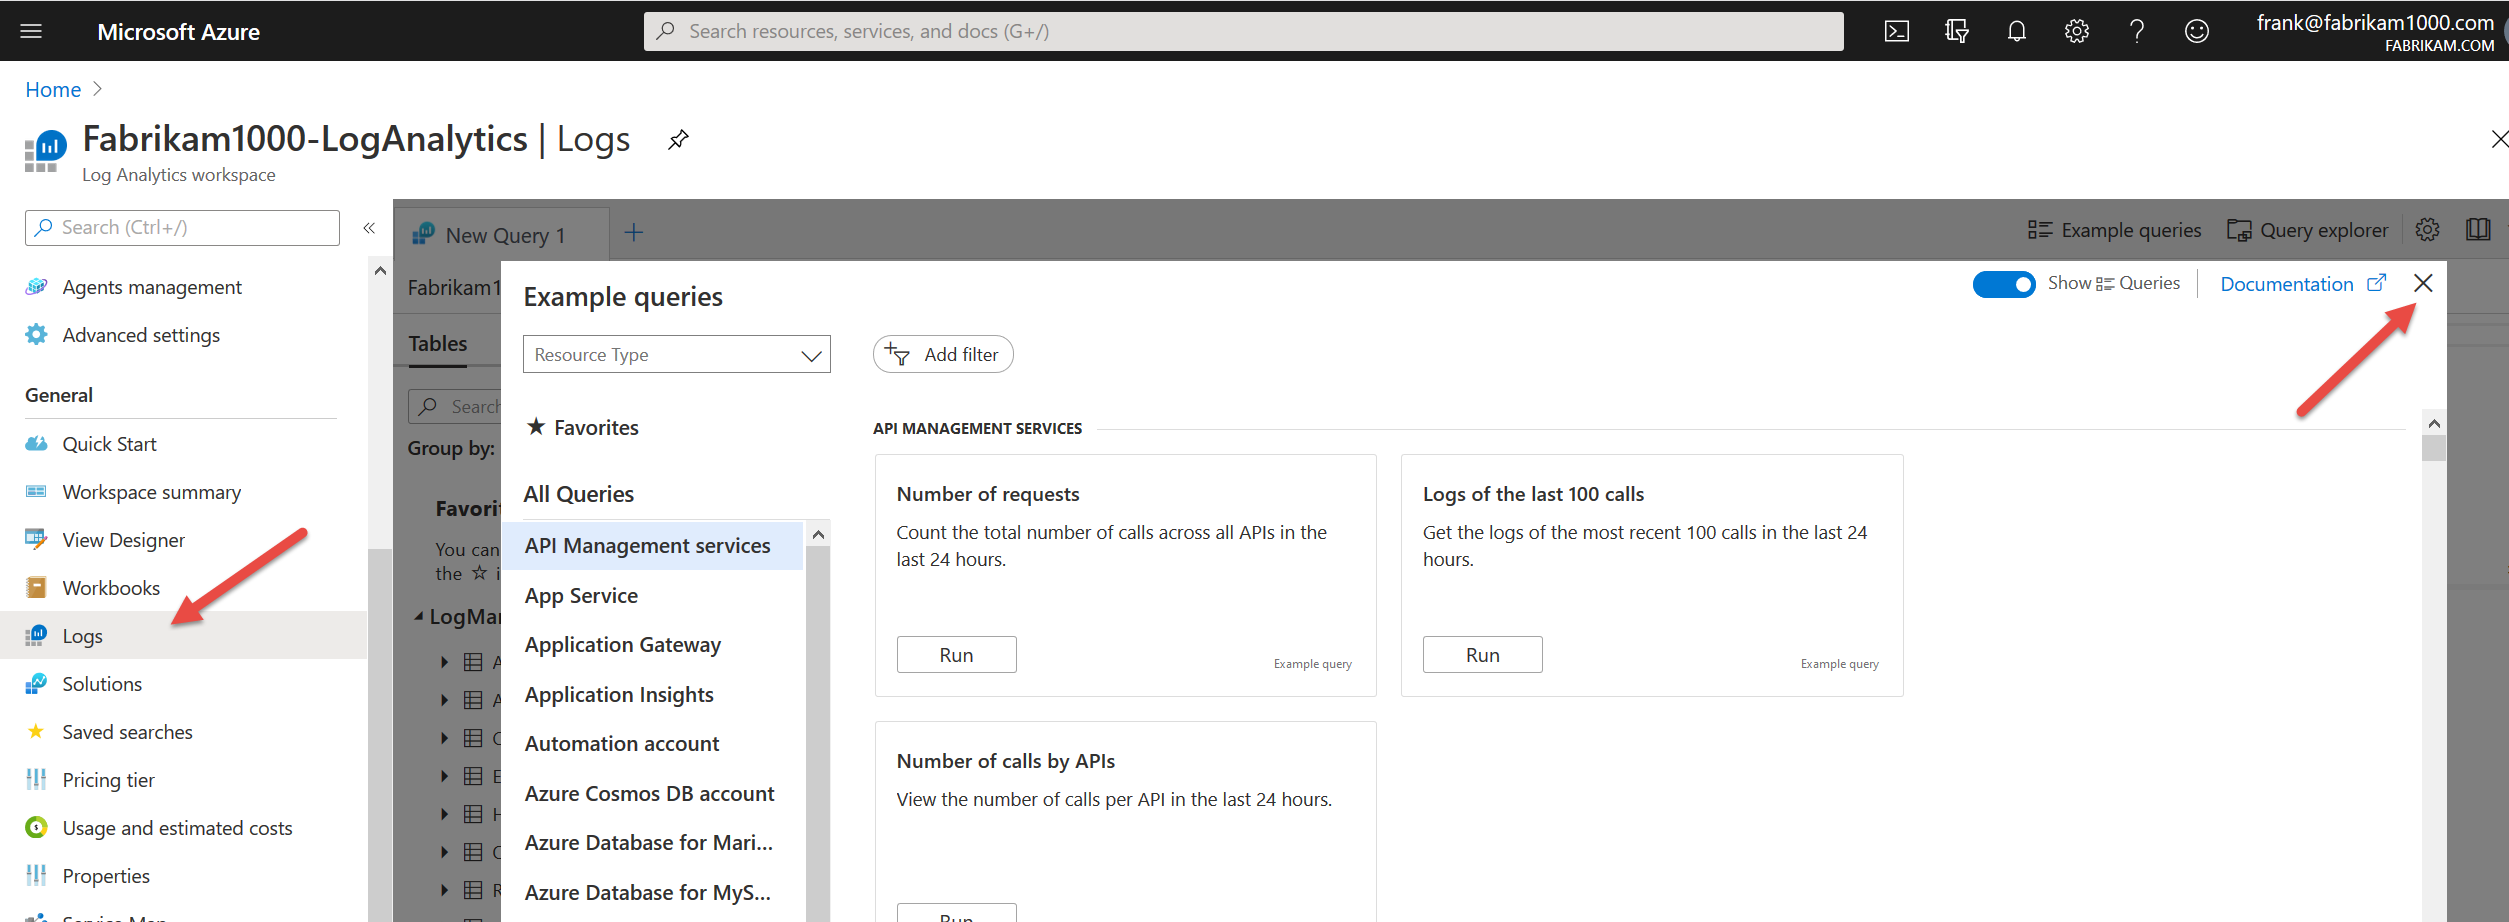 Microsoft Azure
Search resources, services, and docs (G+/)
frank@fabrikam1000.com
FABRIKAM.COM
Home
Fabrikam1000-LogAnalytics | Logs
Log Analytics workspace
Search (Ctrl+/)
«
Agents management
Advanced settings
General
Quick Start
Workspace summary
View Designer
Workbooks
Logs
Solutions
Saved searches
Pricing tier
Usage and estimated costs
Properties
Service Map
New Query 1
Example queries
Query explorer
Fabrikam1
Tables
Search
Group by:
Favori
You can
the ☆ i
LogMa
A
A
C
E
H
C
R
Example queries
Show Queries
Documentation
Resource Type
Add filter
★ Favorites
All Queries
API Management services
App Service
Application Gateway
Application Insights
Automation account
Azure Cosmos DB account
Azure Database for Mari...
Azure Database for MyS...
API MANAGEMENT SERVICES
Number of requests
Count the total number of calls across all APIs in the
last 24 hours.
Run
Example query
Logs of the last 100 calls
Get the logs of the most recent 100 calls in the last 24
hours.
Run
Example query
Number of calls by APIs
View the number of calls per API in the last 24 hours.
Run